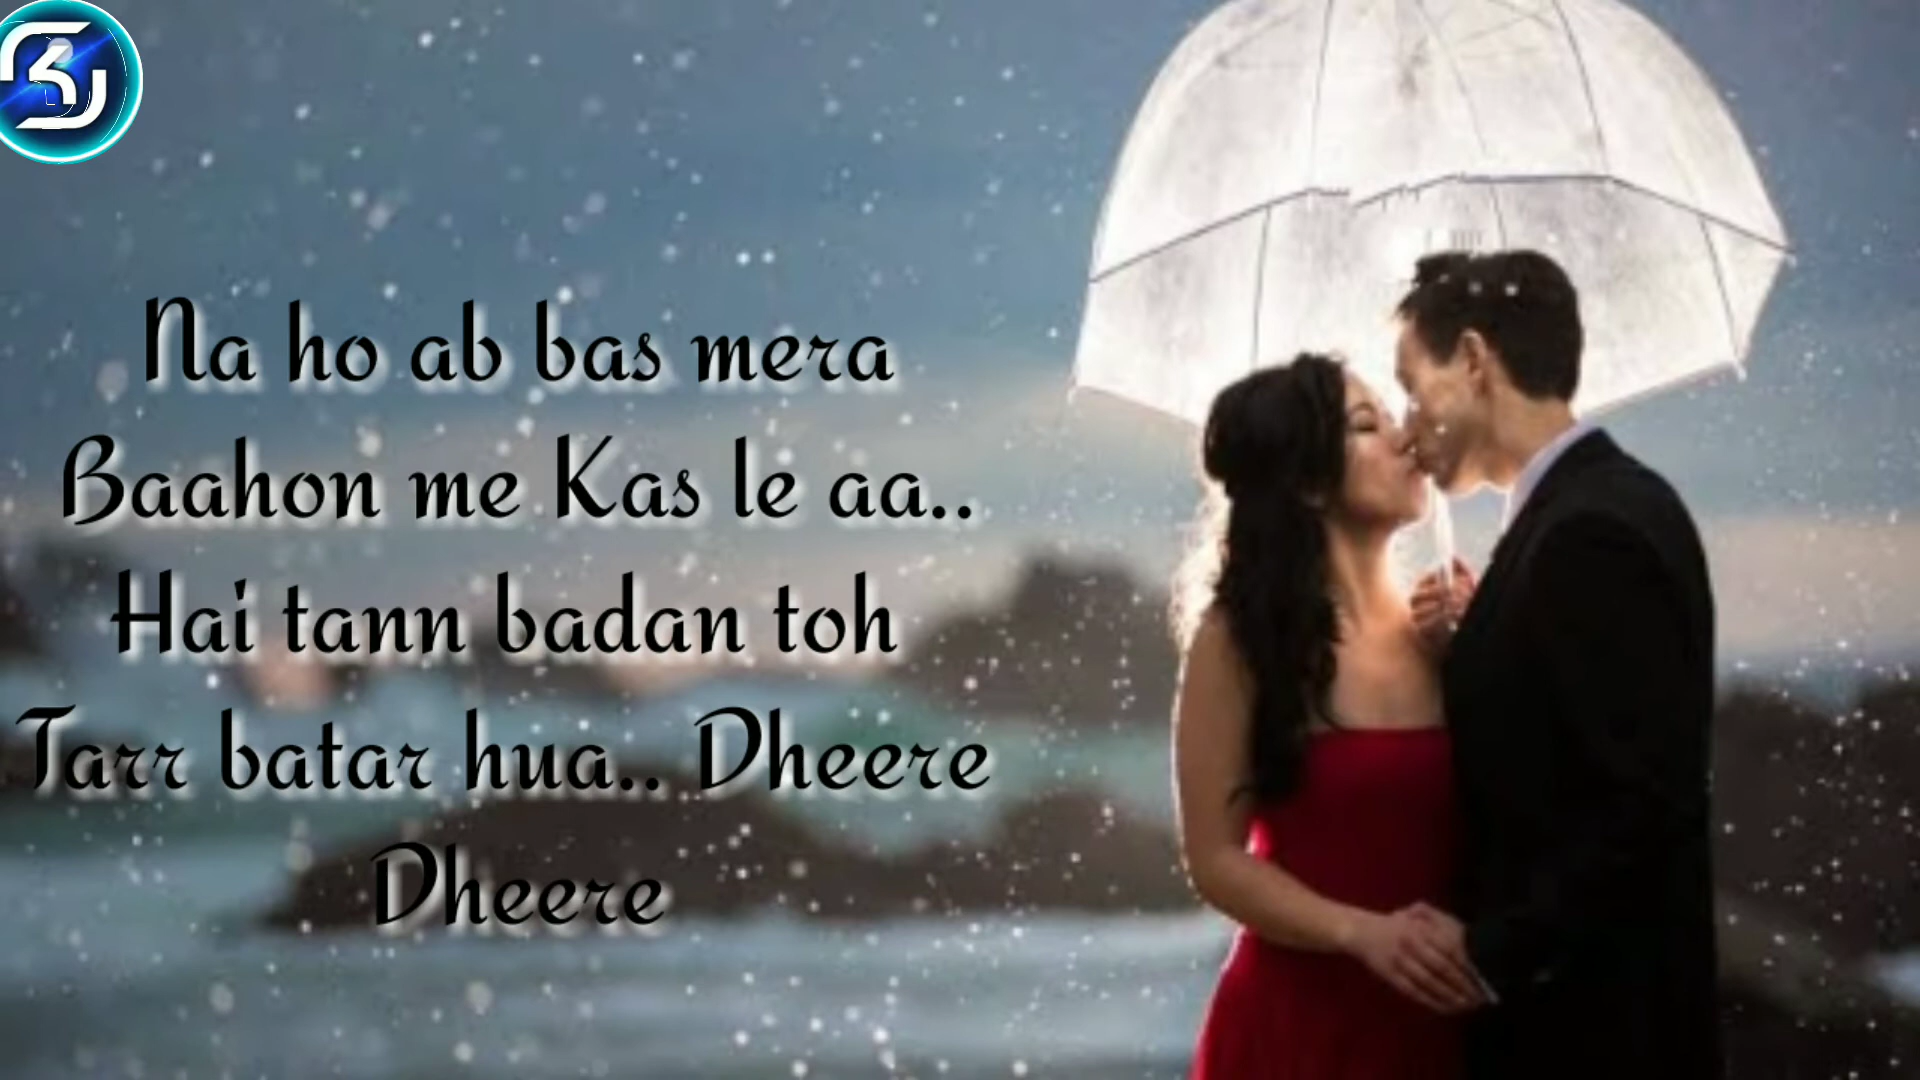 Na ho ab bas mera
Baahon me Kas le aa..
Hai tann badan toh
Tarr batar hua.. Dheere
Dheere